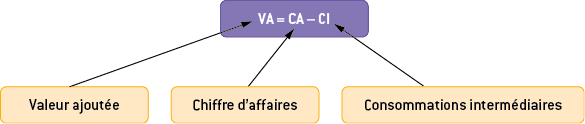 VA = CA – CI
Valeur ajoutée
Chiffre d'affaires
Consommations intermédiaires